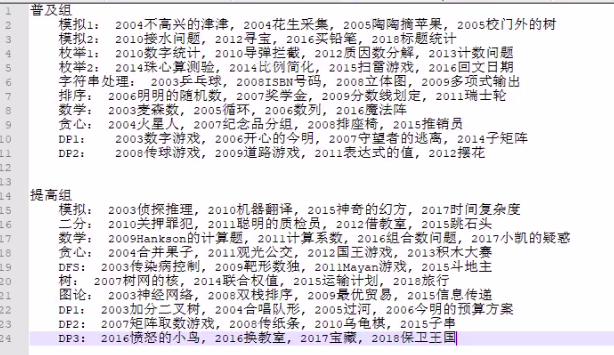 1 普及组
2 模拟1: 2004不高兴的津津, 2004花生采集, 2005陶陶摘苹果, 2005校门外的树
3 模拟2: 2010接水问题, 2012寻宝, 2016买铅笔, 2018标题统计
4 枚举1: 2010数字统计, 2010导弹拦截, 2012质因数分解, 2013计数问题
5 枚举2: 2014珠心算测验, 2014比例简化, 2015扫雷游戏, 2016回文日期
6 字符串处理: 2003乒乓球, 2008ISBN号码, 2008立体图, 2009多项式输出
7 排序: 2006明明的随机数, 2007奖学金, 2009分数线划定, 2011瑞士轮
8 数学: 2003麦森数, 2005循环, 2006数列, 2016魔法阵
9 贪心: 2004火星人, 2007纪念品分组, 2008排座椅, 2015推销员
10 DP1: 2003数字游戏, 2006开心的今明, 2007守望者的逃离, 2014子矩阵
11 DP2: 2008传球游戏, 2009道路游戏, 2011表达式的值, 2012摆花
12
13
14 提高组
15 模拟: 2003侦探推理, 2010机器翻译, 2015神奇的幻方, 2017时间复杂度
16 二分: 2010关押罪犯, 2011聪明的质检员, 2012借教室, 2015跳石头
17 数学: 2009Hankson的计算题, 2011计算系数, 2016组合数问题, 2017小凯的疑惑
18 贪心: 2004合并果子, 2011观光公交, 2012国王游戏, 2013积木大赛
19 DFS: 2003传染病控制, 2009靶形数独, 2011Mayan游戏, 2015斗地主
20 树: 2007树网的核, 2014联合权值, 2015运输计划, 2018旅行
21 图论: 2003神经网络, 2008双栈排序, 2009最优贸易, 2015信息传递
22 DP1: 2003加分二叉树, 2004合唱队形, 2005过河, 2006今明的预算方案
23 DP2: 2007矩阵取数游戏, 2008传纸条, 2010乌龟棋, 2015子串
24 DP3: 2016愤怒的小鸟, 2016换教室, 2017宝藏, 2018保卫王国